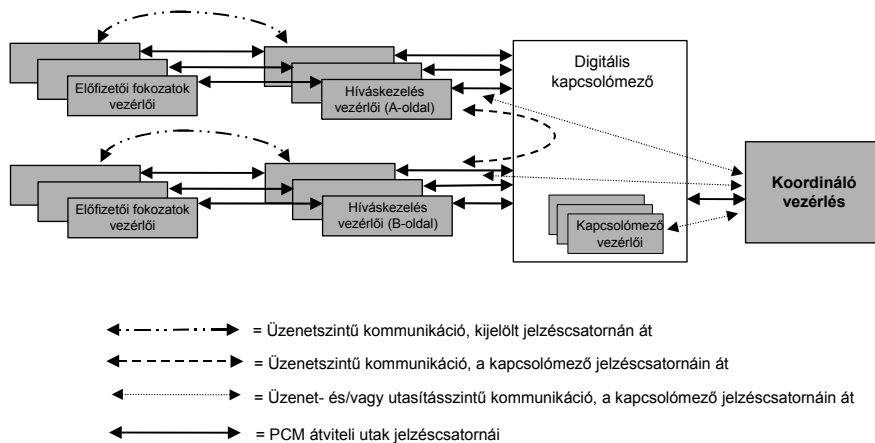 Előfizetői fokozatok
vezérlői
Híváskezelés
vezérlői (A-oldal)
Digitális
kapcsolómező
Előfizetői fokozatok
vezérlői
Híváskezelés
vezérlői (B-oldal)
Kapcsolómező
vezérlői
Koordináló
vezérlés
= Üzenetszintű kommunikáció, kijelölt jelzéscsatornán át
= Üzenetszintű kommunikáció, a kapcsolómező jelzéscsatornáin át
= Üzenet- és/vagy utasításszintű kommunikáció, a kapcsolómező jelzéscsatornáin át
= PCM átviteli utak jelzéscsatornái